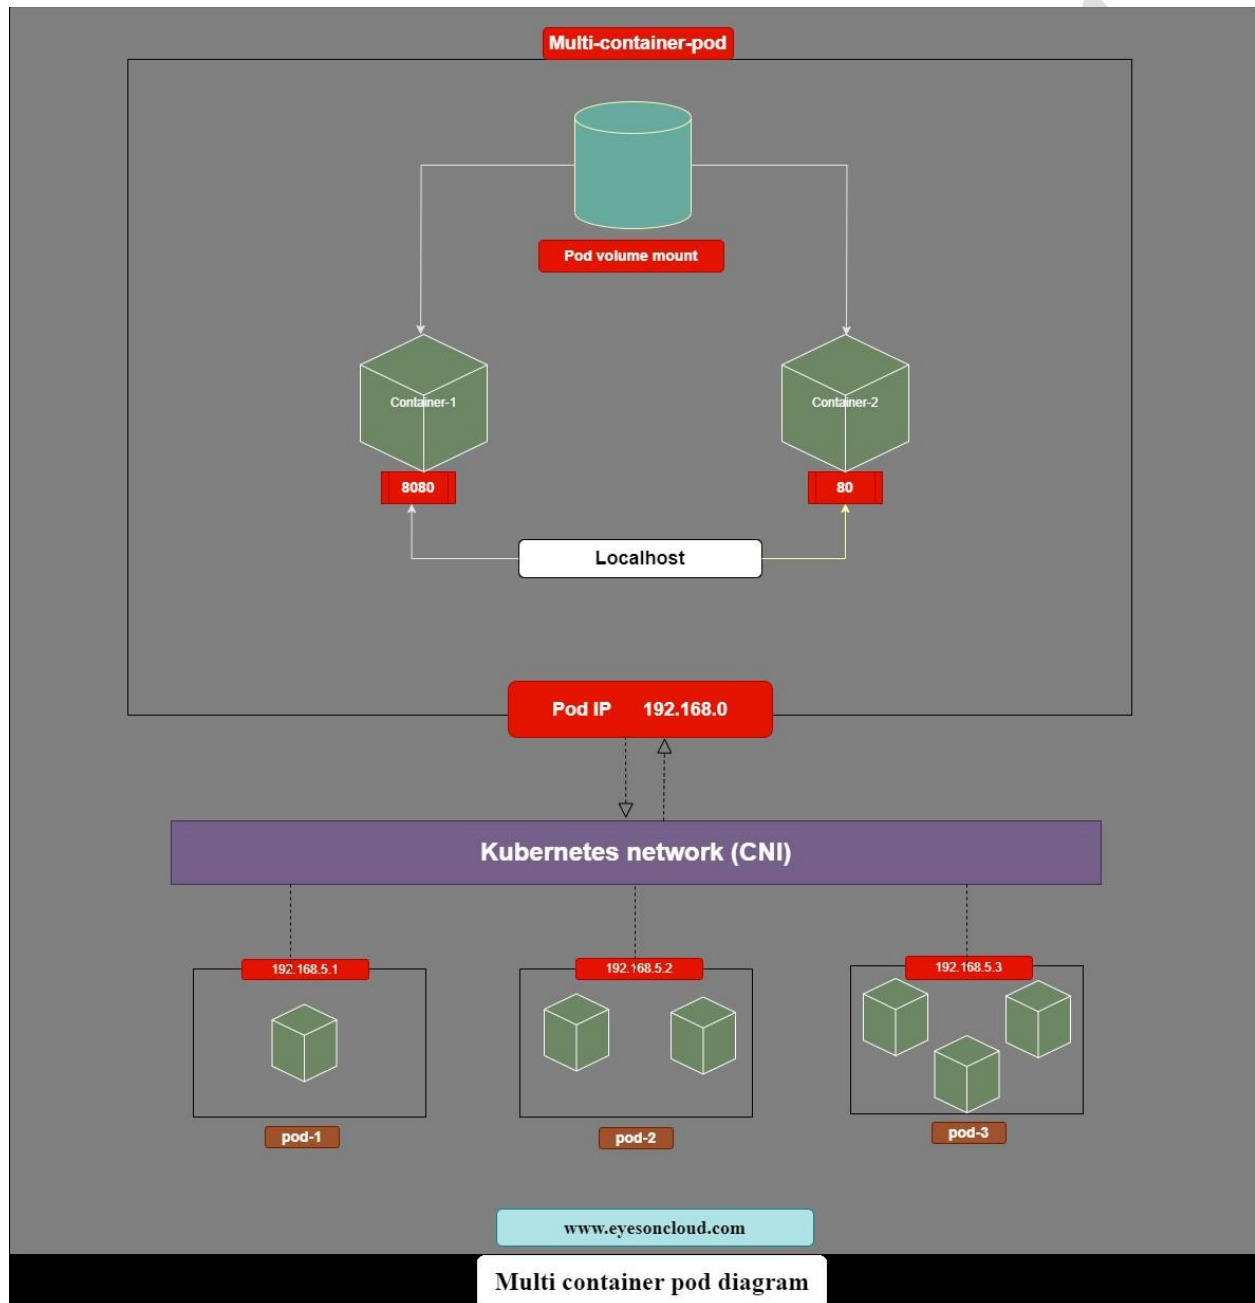 Multi-container-pod
Pod volume mount
Container-1
Container-2
8080
80
Localhost
Pod IP 192.168.0
Kubernetes network (CNI)
192.168.5.1
192.168.5.2
192.168.5.3
pod-1
pod-2
pod-3
www.eyesoncloud.com
Multi container pod diagram